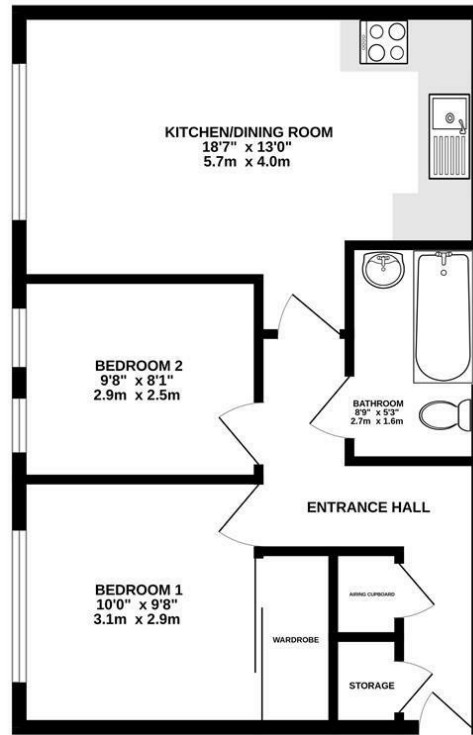 KITCHEN/DINING ROOM
18'7" x 13'0"
5.7m x 4.0m
BEDROOM 2
9'8" x 8'1"
2.9m x 2.5m
BATHROOM
8'9" x 5'3"
2.7m x 1.6m
ENTRANCE HALL
BEDROOM 1
10'0" x 9'8"
3.1m x 2.9m
AIRING CUPBOARD
WARDROBE
STORAGE